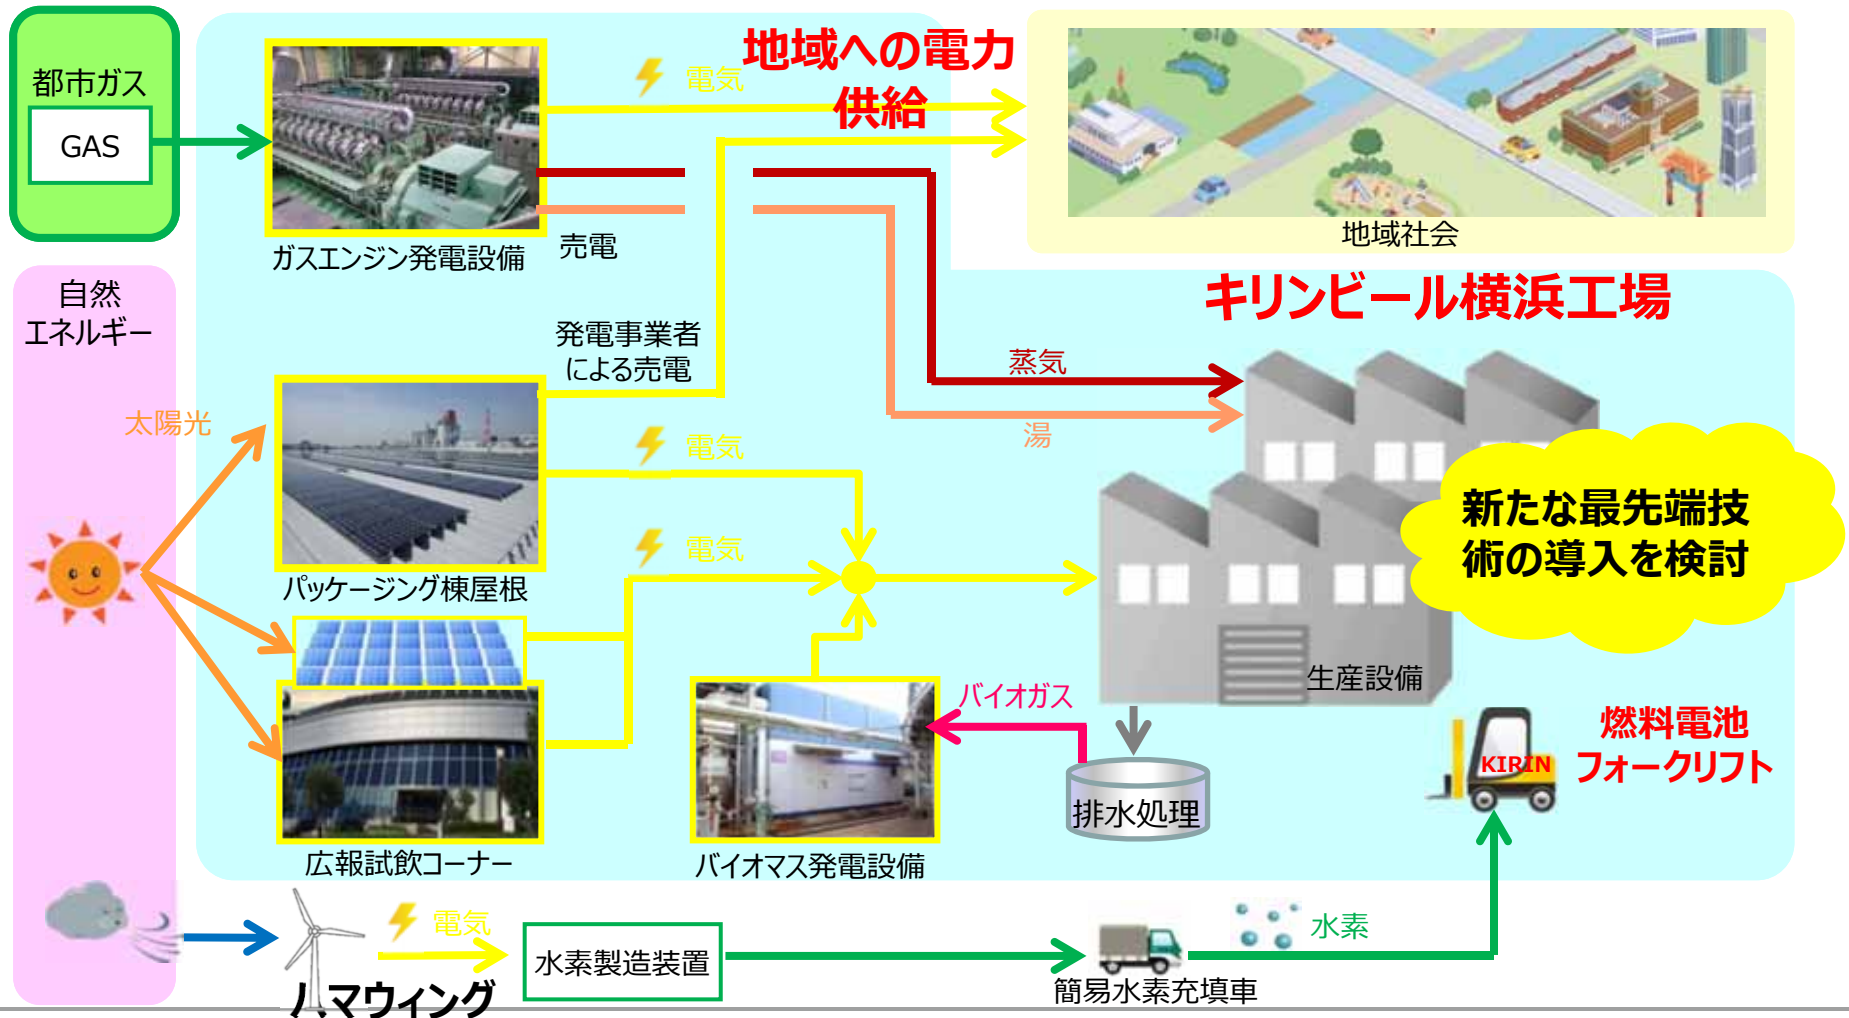 都市ガス
GAS
電気
地域への電力
供給
地域社会
ガスエンジン発電設備
売電
自然
エネルギー
キリンビール横浜工場
発電事業者
による売電
蒸気
太陽光
湯
電気
新たな最先端技
術の導入を検討
電気
パッケージング棟屋根
生産設備
バイオガス
燃料電池
フォークリフト
KIRIN
排水処理
広報試飲コーナー
バイオマス発電設備
電気
水素
水素製造装置
簡易水素充填車
ハマウィング